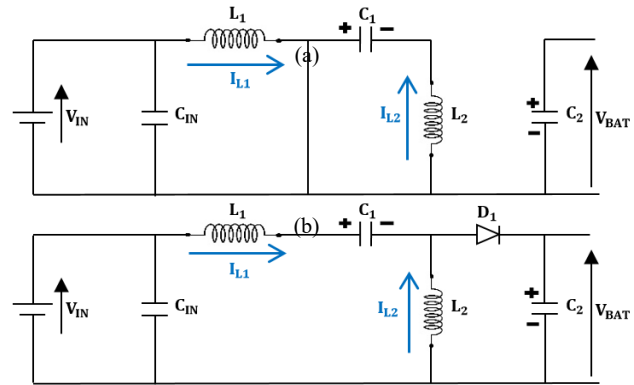 L1 C1
(a)
+ -
IL1
VIN CIN IL2 L2 + - C2 VBAT
L1 (b) C1 D1
+ -
IL1
VIN CIN IL2 L2 + - C2 VBAT